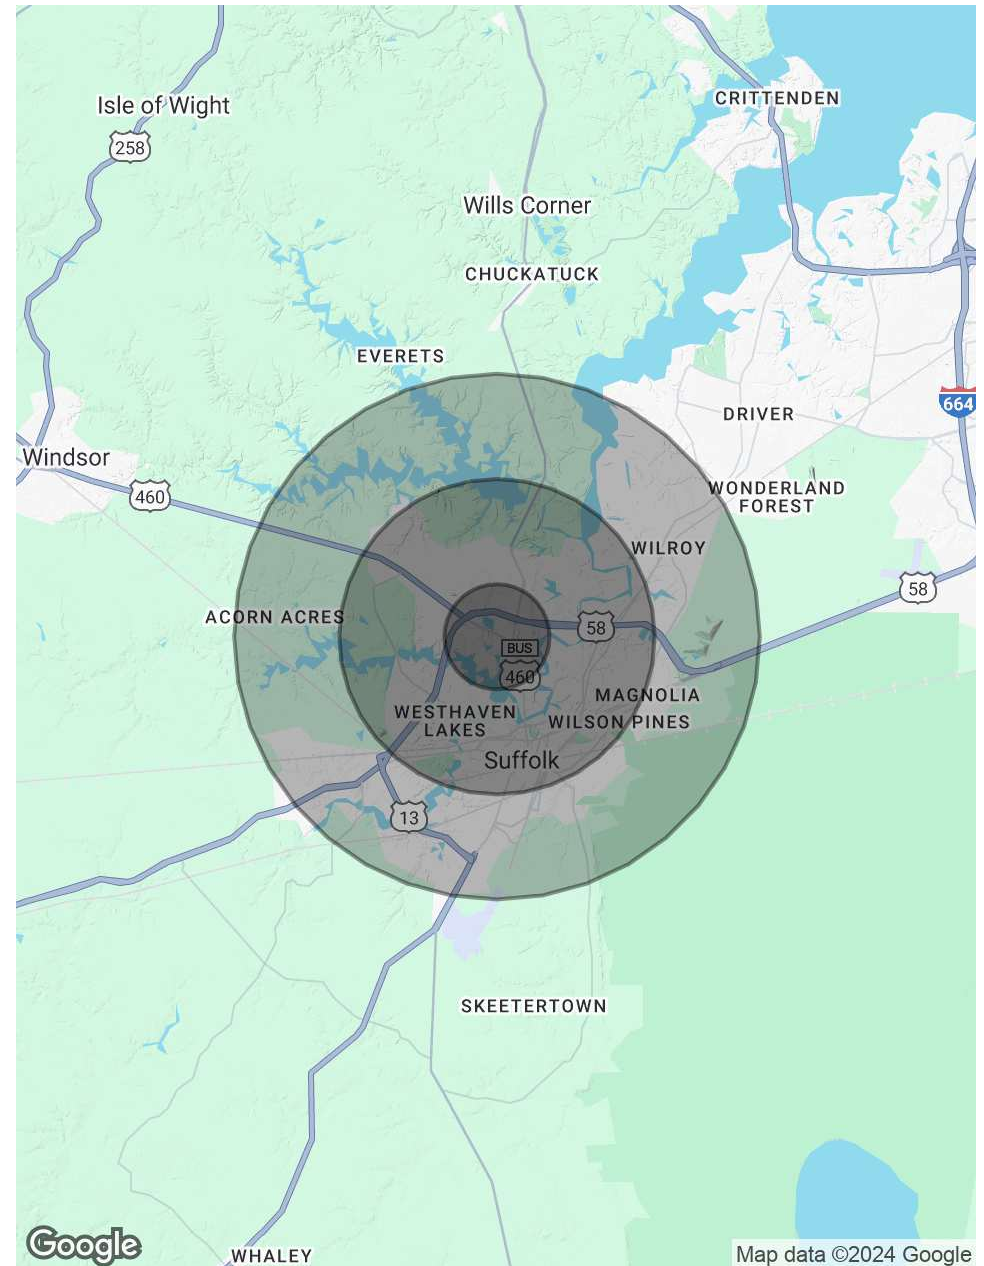 CRITTENDEN
Isle of Wight
258
Wills Corner
CHUCKATUCK
EVERETS
664
DRIVER
Windsor
460
WONDERLAND
FOREST
WILROY
58
ACORN ACRES
58
BUS
460
MAGNOLIA
WESTHAVEN
LAKES
WILSON PINES
Suffolk
13
SKEETERTOWN
Google
WHALEY
Map data ©2024 Google